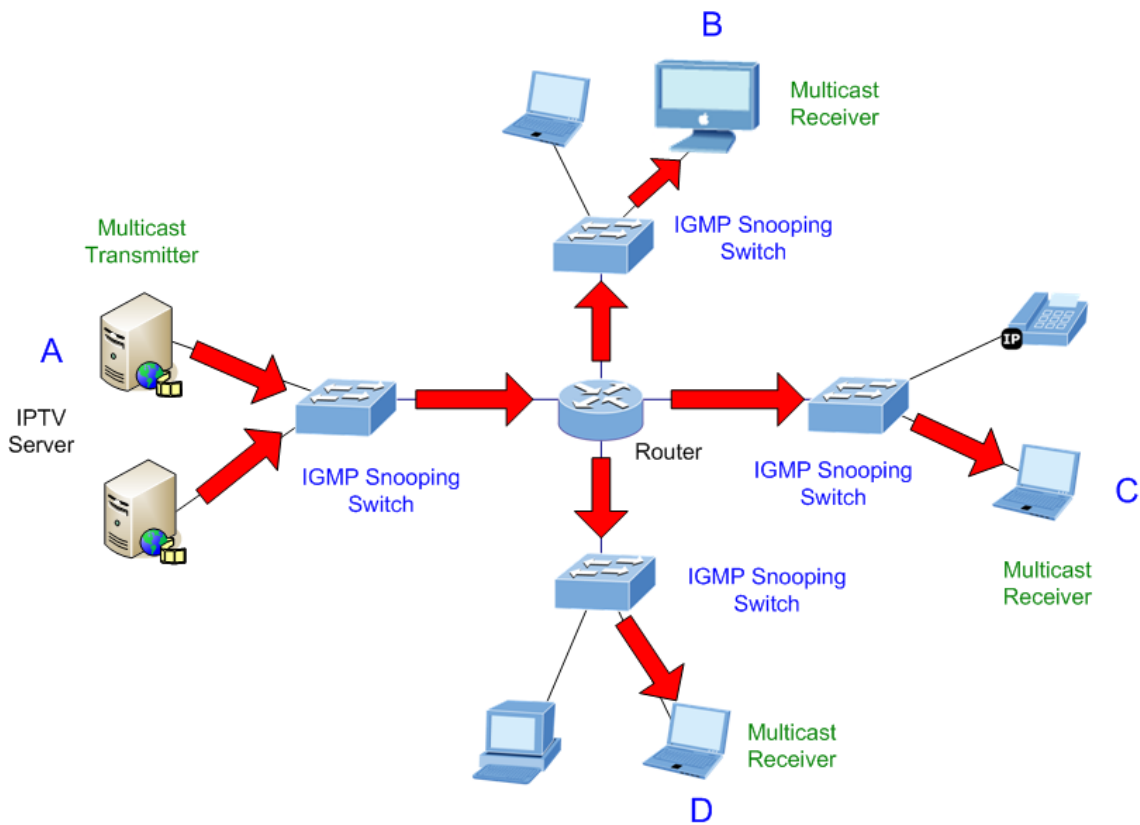 B
Multicast
Receiver
IGMP Snooping
Switch
Multicast
Transmitter
A
IPTV
Server
IGMP Snooping
Switch
Router
IP
IGMP Snooping
Switch
C
Multicast
Receiver
IGMP Snooping
Switch
Multicast
Receiver
D